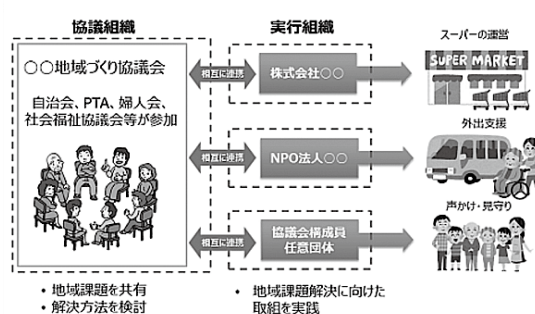 協議組織
○○地域づくり協議会
自治会、PTA、婦人会、
社会福祉協議会等が参加
• 地域課題を共有
• 解決方法を検討
実行組織
相互に連携
株式会社○○
相互に連携
NPO法人○○
相互に連携
協議会構成員
任意団体
• 地域課題解決に向けた
取組を実践
スーパーの運営
SUPER MARKET
外出支援
声かけ・見守り